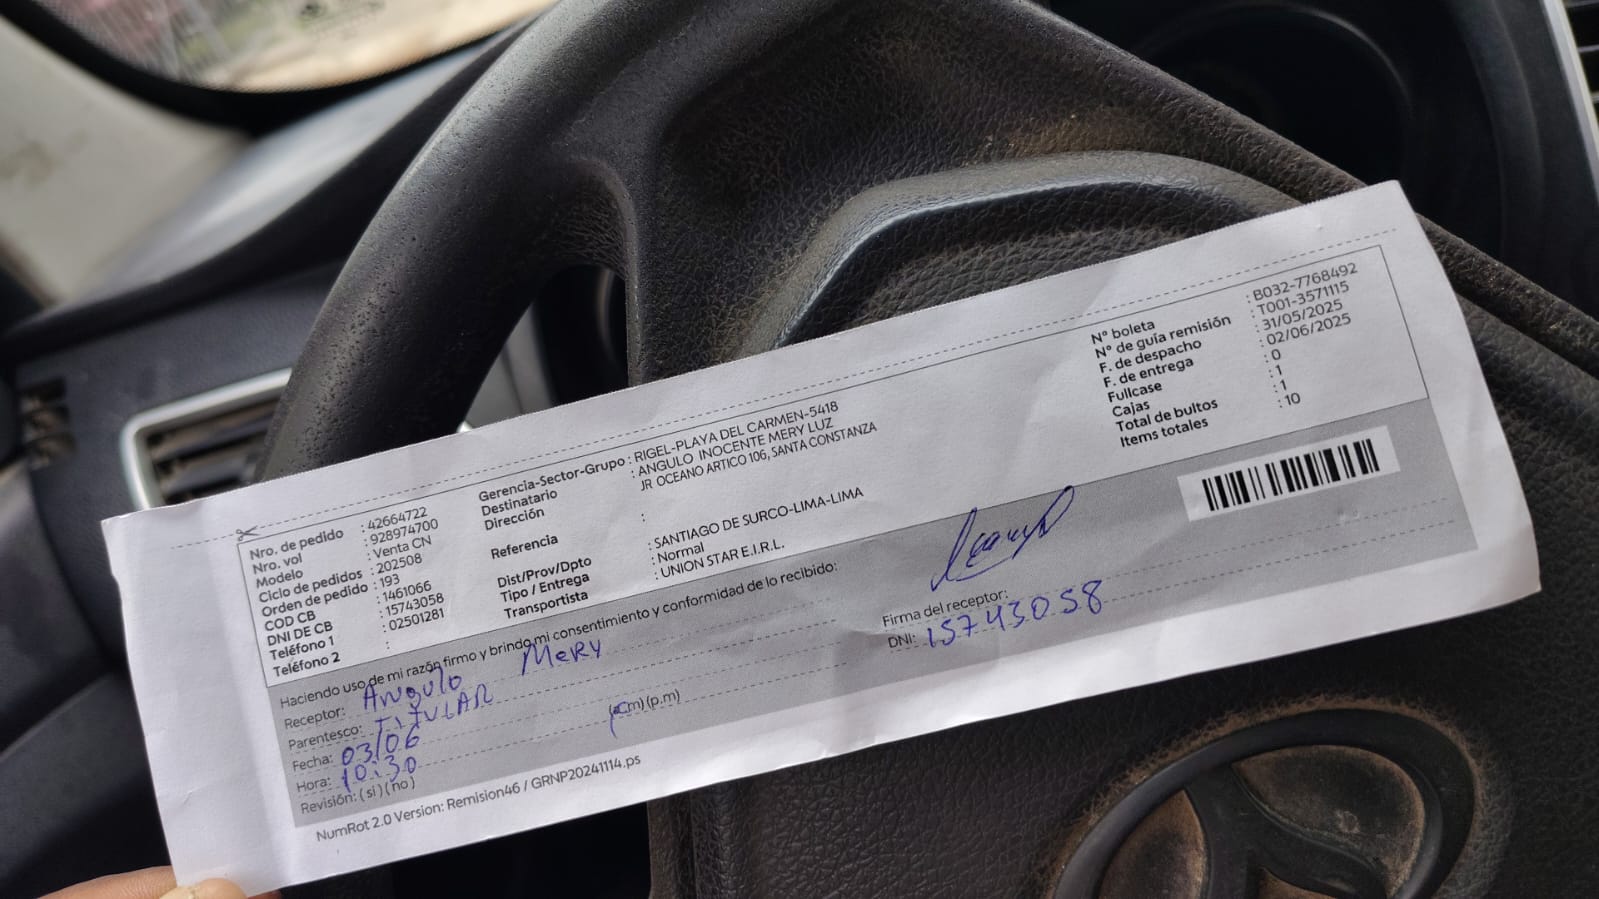 Nro. de pedido : 42664722
Nro. vol : 928974700
Modelo : Venta CN
Ciclo de pedidos : 202508
Orden de pedido : 193
COD CB : 1461066
DNI DE CB : 15743058
Teléfono 1 : 02501281
Teléfono 2 :
Gerencia-Sector-Grupo : RIGEL-PLAYA DEL CARMEN-5418
Destinatario : ANGULO INOCENTE MERY LUZ
Dirección JR OCEANO ARTICO 106, SANTA CONSTANZA
Referencia :
Dist/Prov/Dpto : SANTIAGO DE SURCO-LIMA-LIMA
Tipo / Entrega : Normal
Transportista : UNION STAR E.I.R.L.
N° boleta : B032-7768492
N° de guía remisión : T001-3571115
F. de despacho : 31/05/2025
F. de entrega : 02/06/2025
Fullcase : 0
Cajas : 1
Total de bultos : 1
Items totales : 10
Haciendo uso de mi razón firmo y brindo mi consentimiento y conformidad de lo recibido:
Receptor: Angulo Mery
Parentesco: TITULAR
Fecha: 03/06
Hora: 10:30 (a.m) (p.m)
Revisión: (si) (no)
Firma del receptor:
DNI: 15743058
NumRot 2.0 Version: Remision46 / GRNP20241114.ps